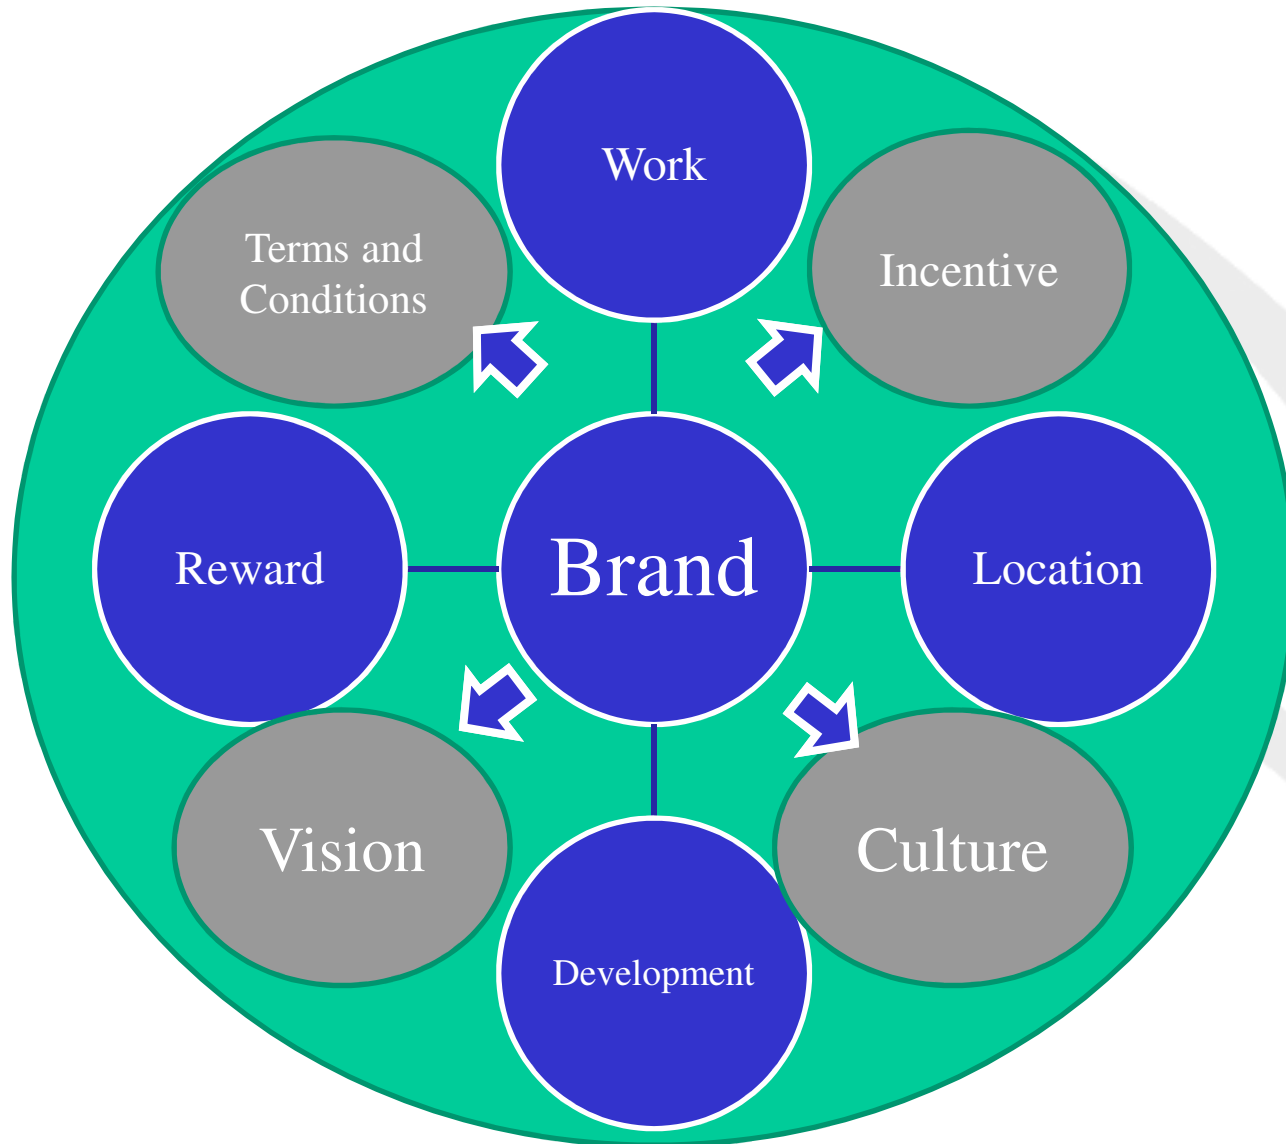 Work
Terms and
Conditions
Incentive
Reward
Brand
Location
Vision
Culture
Development